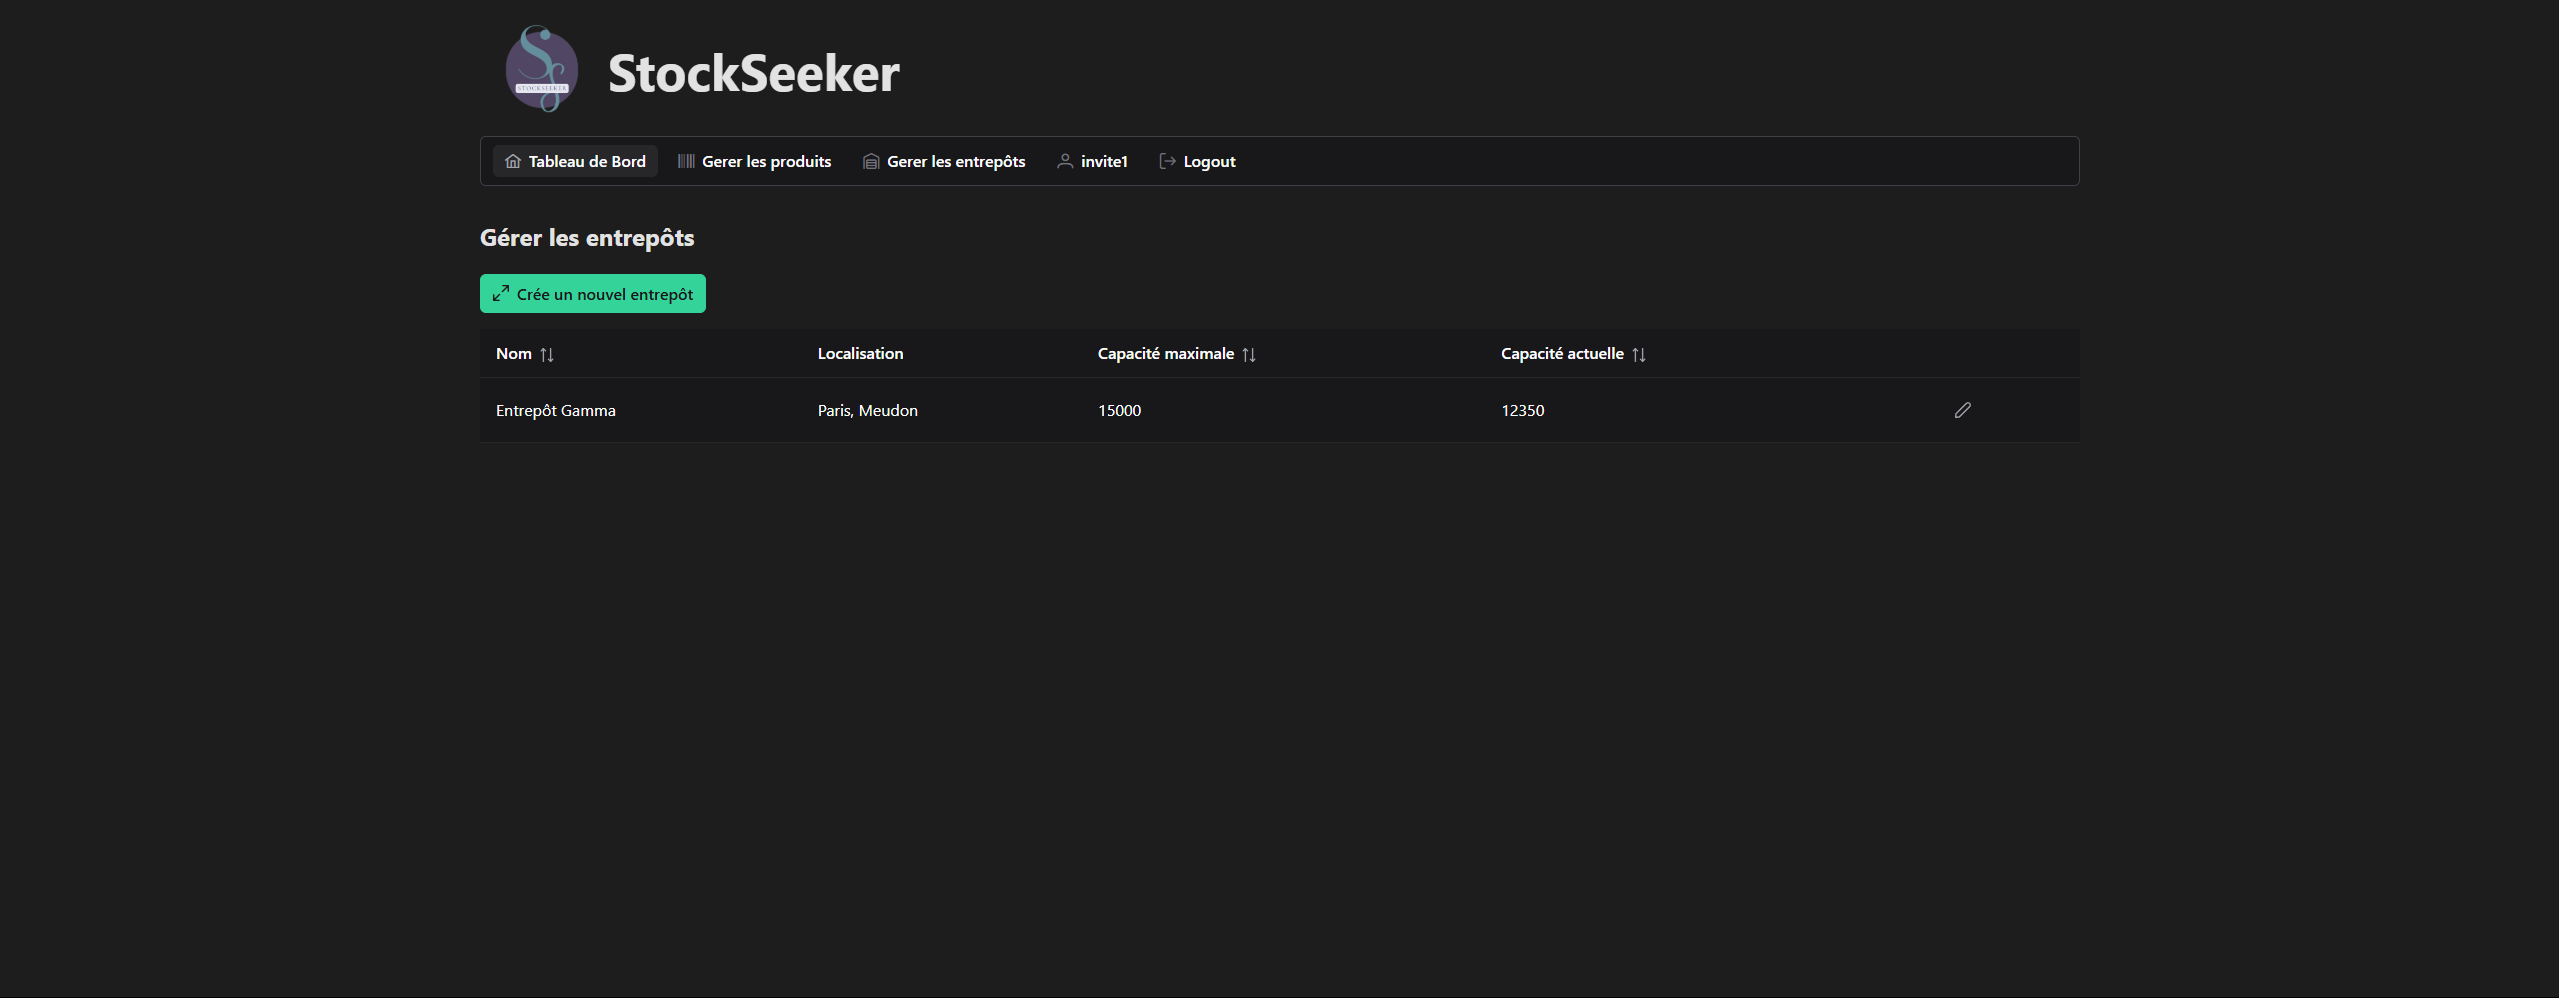 STOCKSEEKER
StockSeeker
Tableau de Bord Gerer les produits Gerer les entrepôts invite1 Logout
Gérer les entrepôts
Crée un nouvel entrepôt
Nom Localisation Capacité maximale Capacité actuelle
Entrepôt Gamma Paris, Meudon 15000 12350